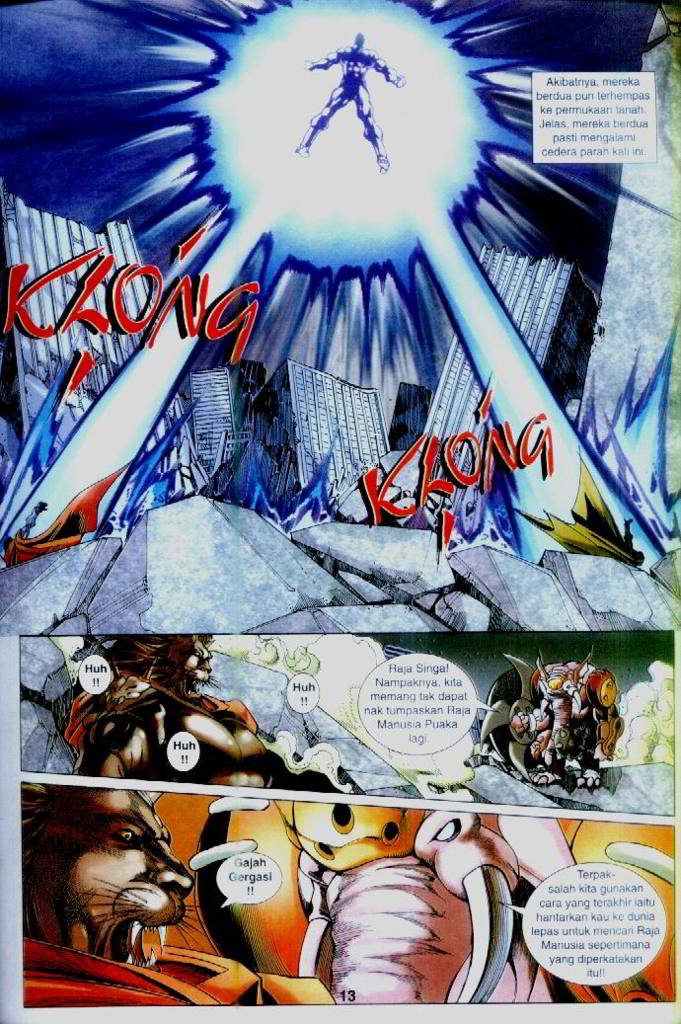 Akibatnya, mereka
berdua pun terhempas
ke permukaan tanah.
Jelas, mereka berdua
pasti mengalami
cedera parah kali ini.
KLONG
!
KLONG
!
Huh
!!
Huh
!!
Huh
!!
Raja Singa!
Nampaknya, kita
memang tak dapat
nak tumpaskan Raja
Manusia Puaka
lagi.
Gajah
Gergasi
!!
Terpak-
salah kita gunakan
cara yang terakhir iaitu
hantarkan kau ke dunia
lepas untuk mencari Raja
Manusia sepertimana
yang diperkatakan
itu!!
13